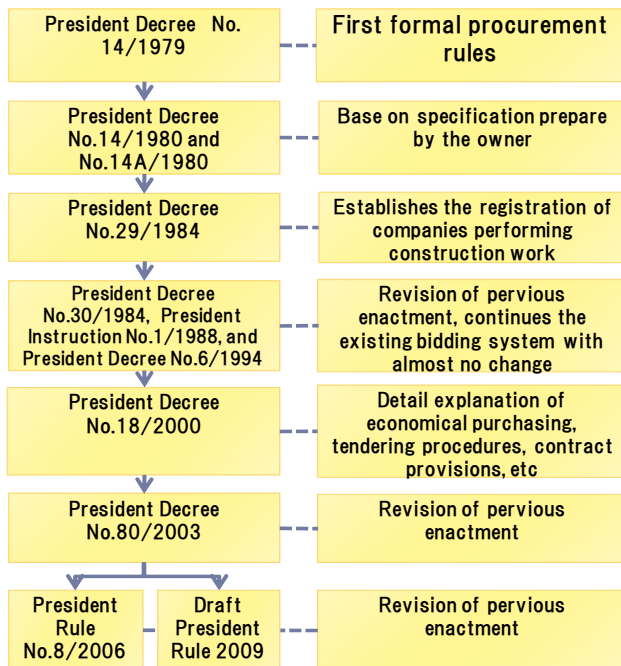 President Decree No.
14/1979
First formal procurement
rules
President Decree
No.14/1980 and
No.14A/1980
Base on specification prepare
by the owner
President Decree
No.29/1984
Establishes the registration of
companies performing
construction work
President Decree
No.30/1984, President
Instruction No.1/1988, and
President Decree No.6/1994
Revision of pervious
enactment, continues the
existing bidding system with
almost no change
President Decree
No.18/2000
Detail explanation of
economical purchasing,
tendering procedures, contract
provisions, etc
President Decree
No.80/2003
Revision of pervious
enactment
President
Rule
No.8/2006
Draft
President
Rule 2009
Revision of pervious
enactment